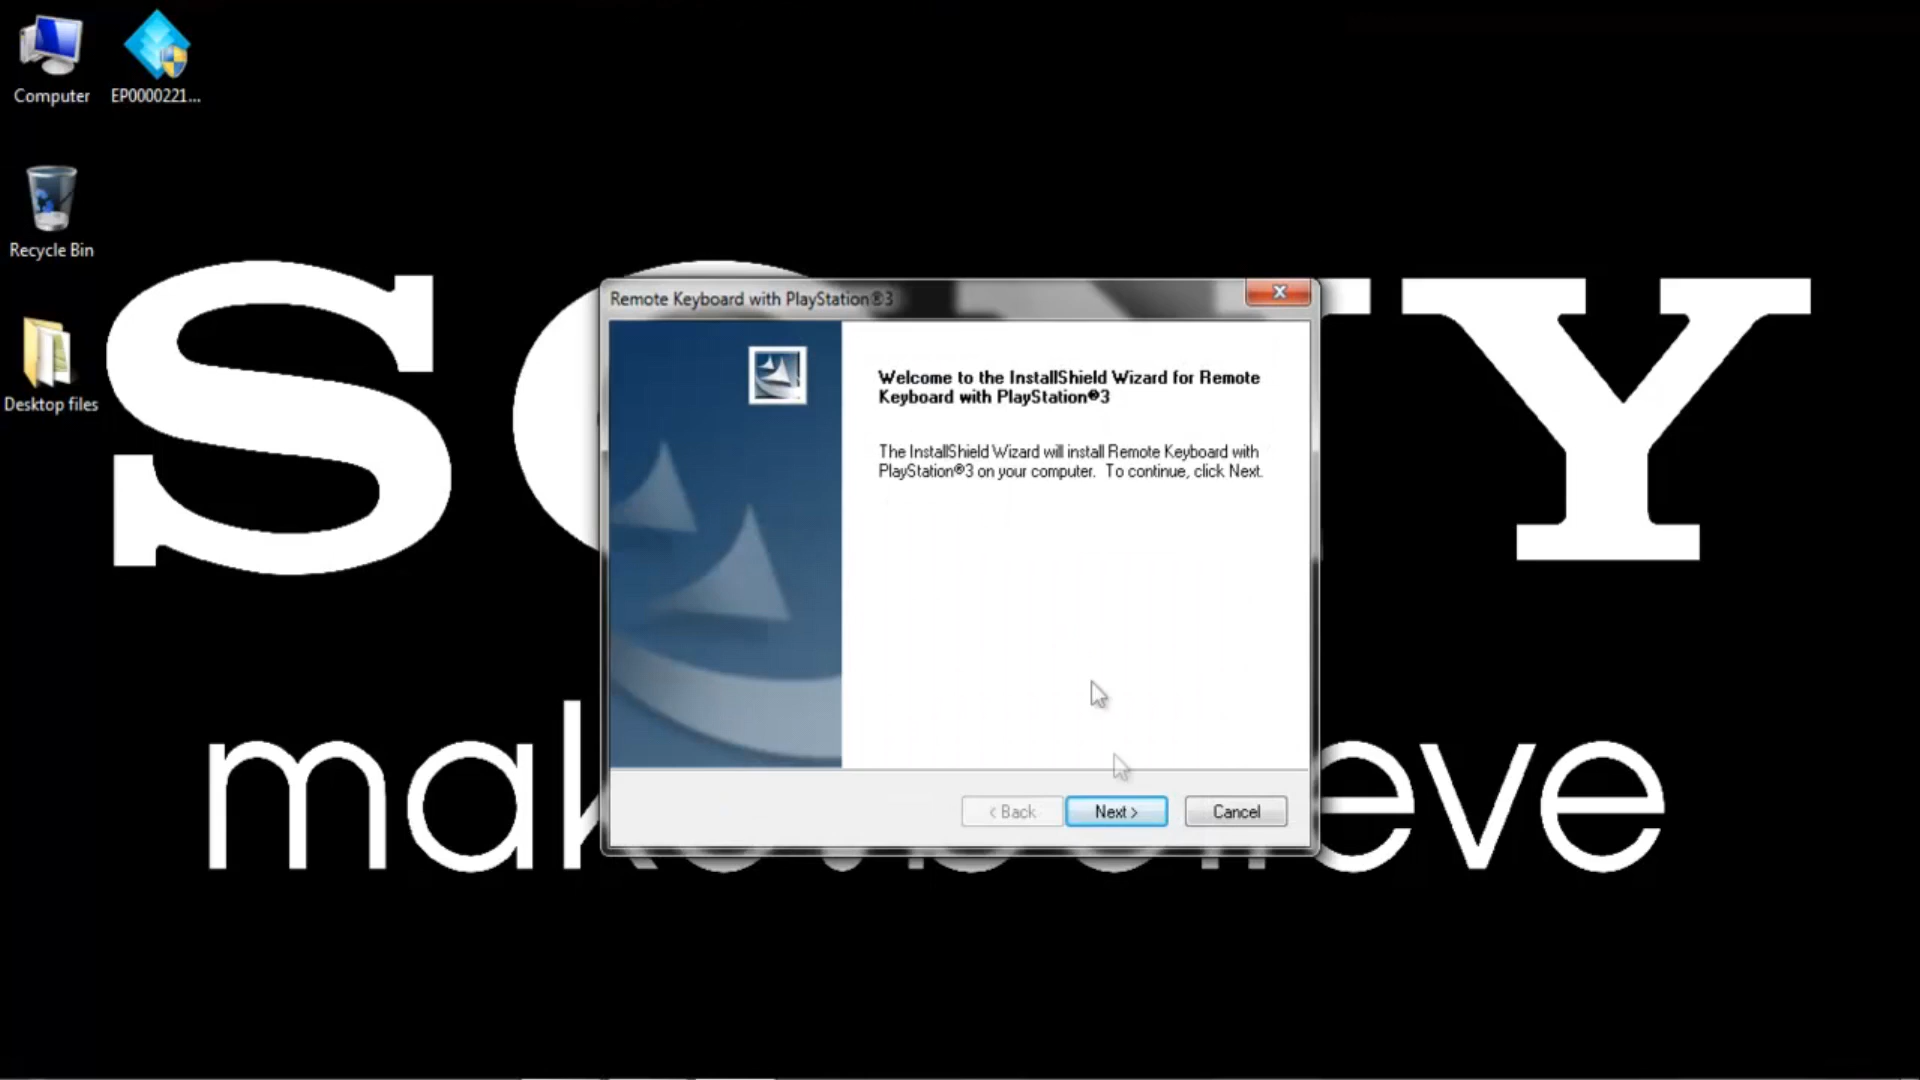 Computer
EP0000221...
Recycle Bin
Desktop files
Remote Keyboard with PlayStation®3
Welcome to the InstallShield Wizard for Remote
Keyboard with PlayStation®3
The InstallShield Wizard will install Remote Keyboard with
PlayStation®3 on your computer. To continue, click Next.
< Back
Next >
Cancel